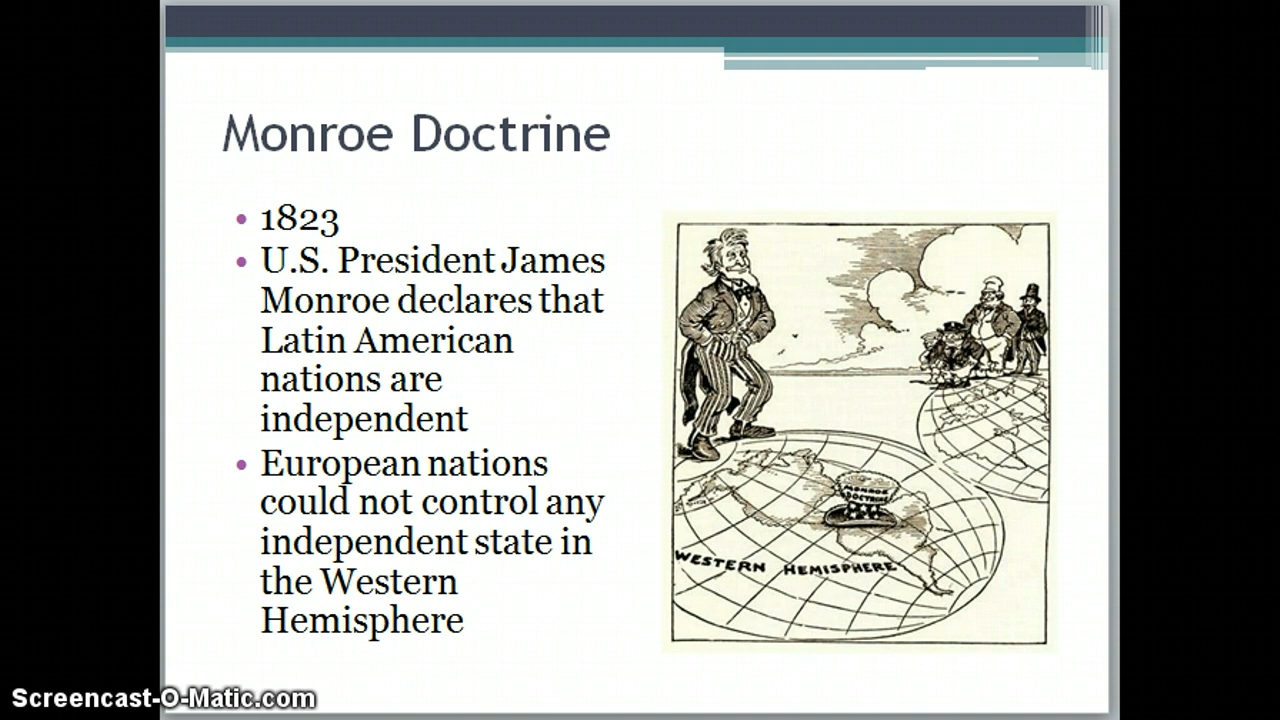 Monroe Doctrine
• 1823
• U.S. President James
Monroe declares that
Latin American
nations are
independent
• European nations
could not control any
independent state in
the Western
Hemisphere
MONROE
DOCTRINE
WESTERN HEMISPHERE
Screencast-O-Matic.com